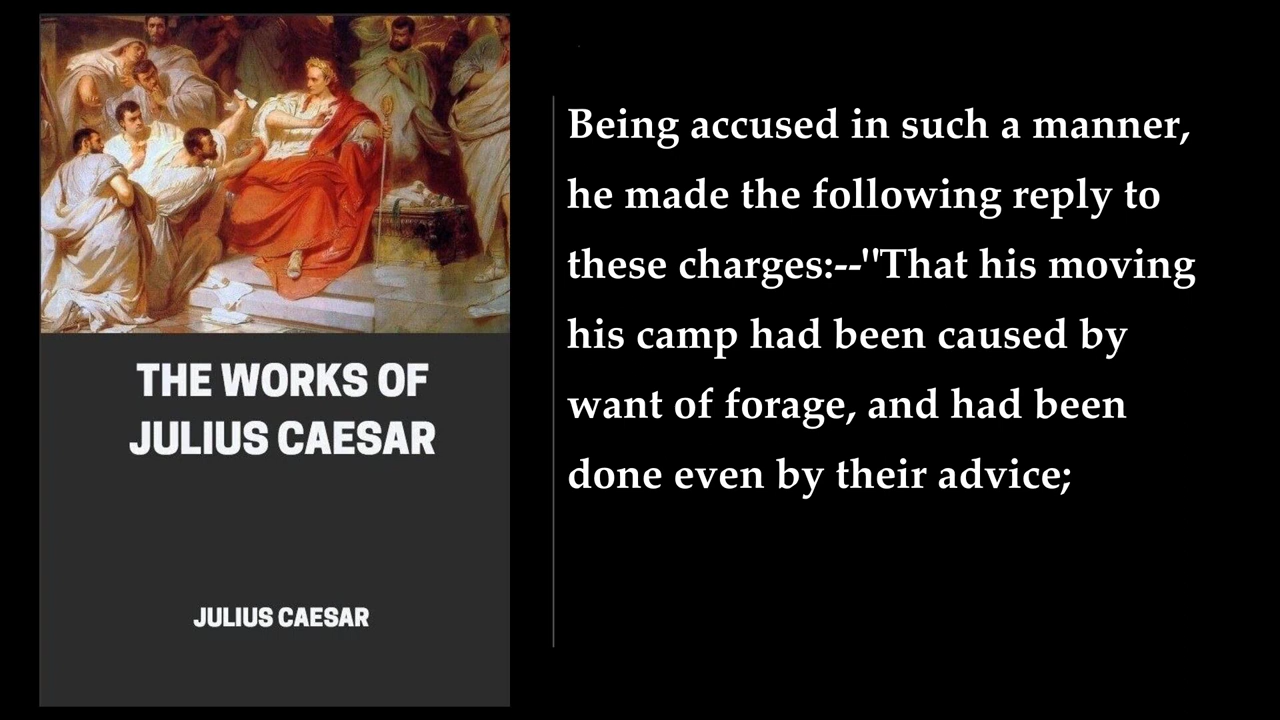 THE WORKS OF
JULIUS CAESAR
JULIUS CAESAR
Being accused in such a manner,
he made the following reply to
these charges:--"That his moving
his camp had been caused by
want of forage, and had been
done even by their advice;